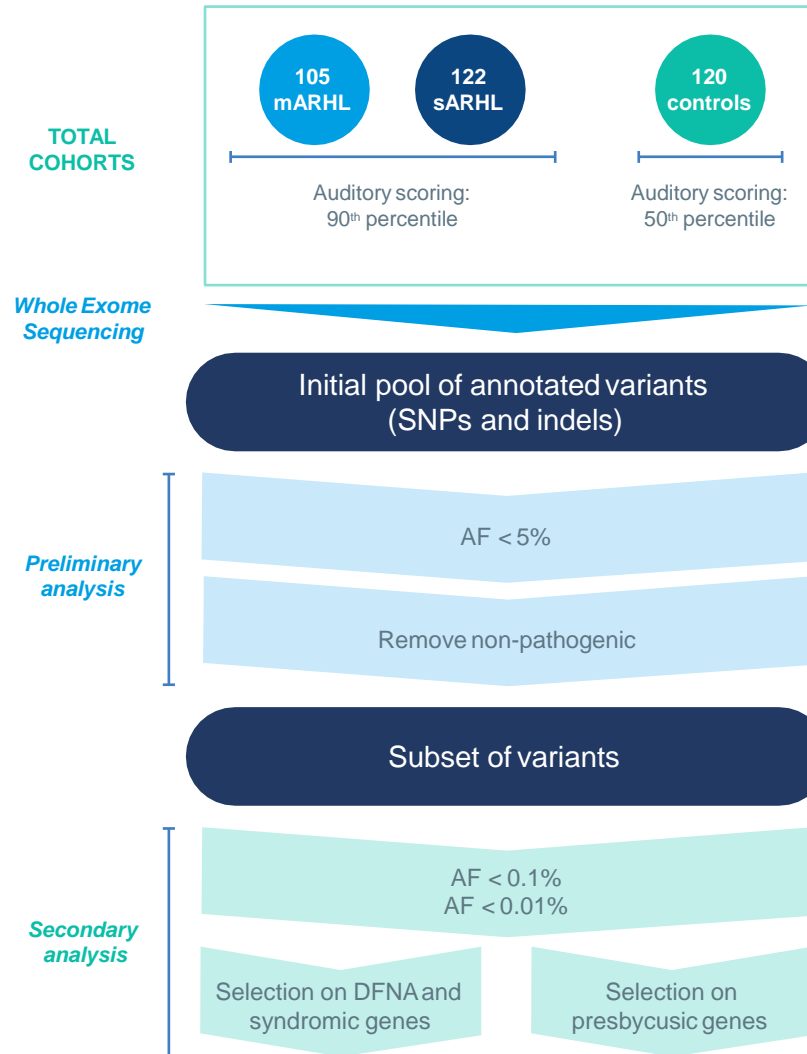 105
mARHL
122
sARHL
120
controls
TOTAL
COHORTS
Auditory scoring:
90th percentile
Auditory scoring:
50th percentile
Whole Exome
Sequencing
Initial pool of annotated variants
(SNPs and indels)
Preliminary
analysis
AF < 5%
Remove non-pathogenic
Subset of variants
Secondary
analysis
AF < 0.1%
AF < 0.01%
Selection on DFNA and
syndromic genes
Selection on
presbycusic genes